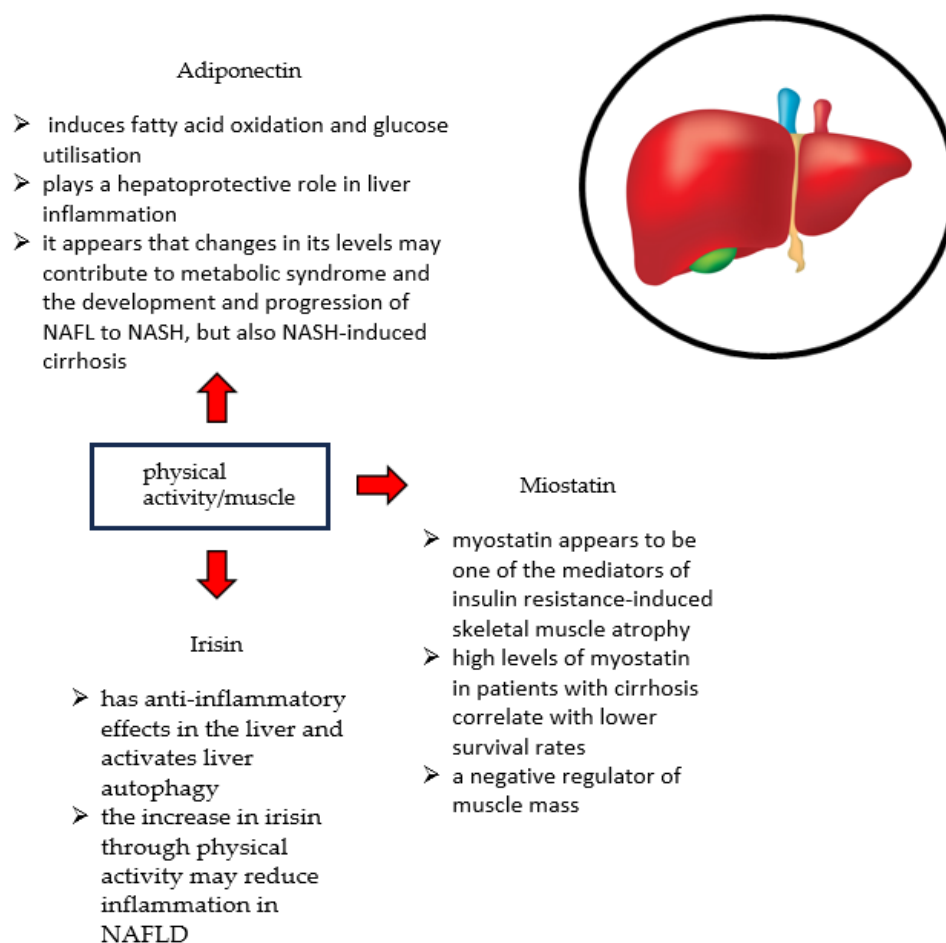 Adiponectin
➢ induces fatty acid oxidation and glucose
utilisation
➢ plays a hepatoprotective role in liver
inflammation
➢ it appears that changes in its levels may
contribute to metabolic syndrome and
the development and progression of
NAFL to NASH, but also NASH-induced
cirrhosis
physical
activity/muscle
Miostatin
➢ myostatin appears to be
one of the mediators of
insulin resistance-induced
skeletal muscle atrophy
➢ high levels of myostatin
in patients with cirrhosis
correlate with lower
survival rates
➢ a negative regulator of
muscle mass
Irisin
➢ has anti-inflammatory
effects in the liver and
activates liver
autophagy
➢ the increase in irisin
through physical
activity may reduce
inflammation in
NAFLD